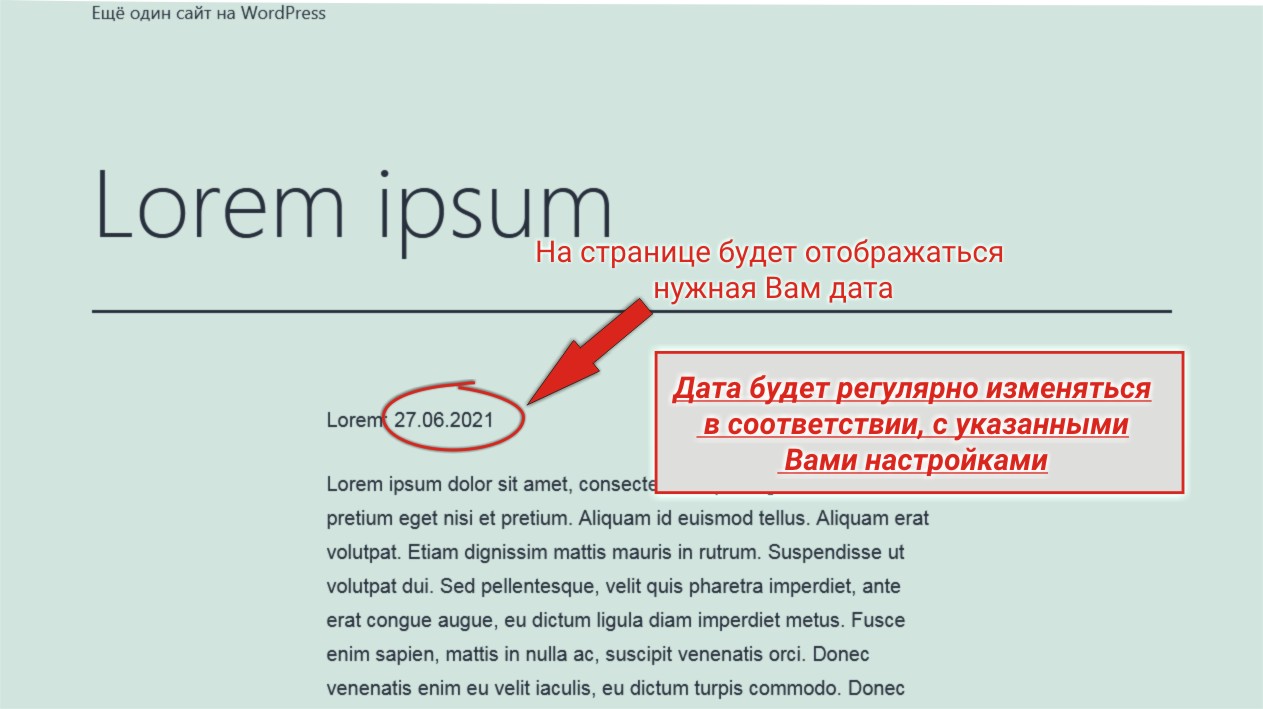 Ещё один сайт на WordPress
Lorem ipsum
На странице будет отображаться
нужная Вам дата
Дата будет регулярно изменяться
в соответствии, с указанными
Вами настройками
Lorem: 27.06.2021
Lorem ipsum dolor sit amet, consecte
pretium eget nisi et pretium. Aliquam id euismod tellus. Aliquam erat
volutpat. Etiam dignissim mattis mauris in rutrum. Suspendisse ut
volutpat dui. Sed pellentesque, velit quis pharetra imperdiet, ante
erat congue augue, eu dictum ligula diam imperdiet metus. Fusce
enim sapien, mattis in nulla ac, suscipit venenatis orci. Donec
venenatis enim eu velit iaculis, eu dictum turpis commodo. Donec